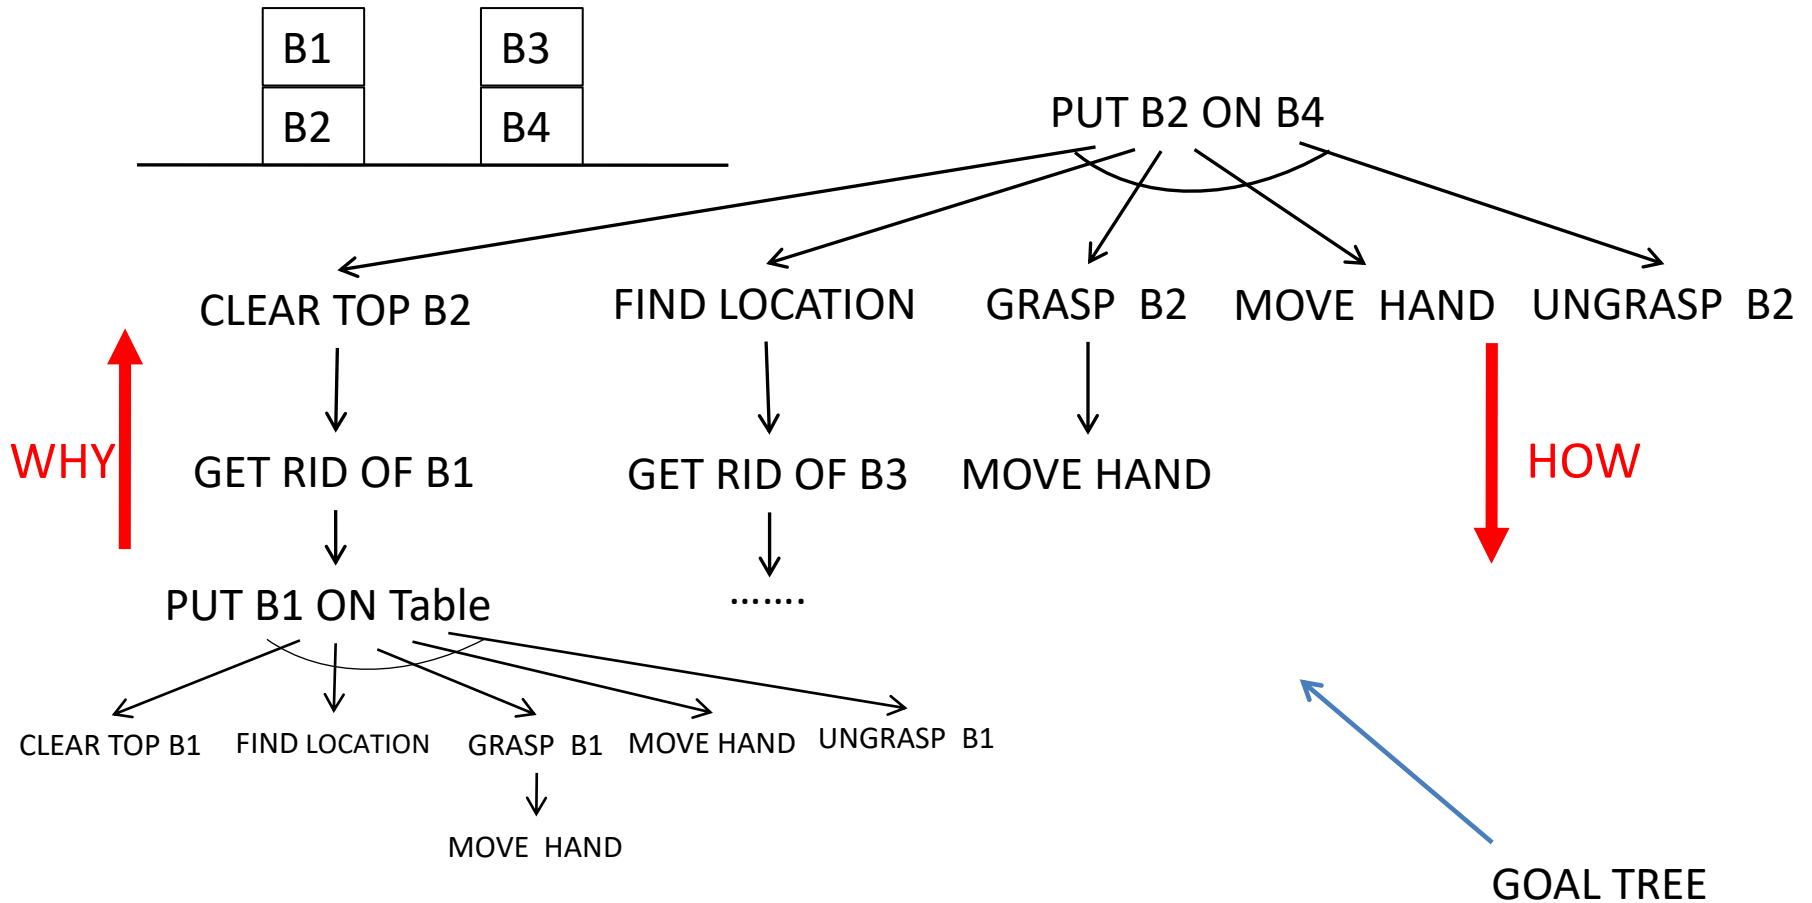 B1 B3
B2 B4
PUT B2 ON B4
CLEAR TOP B2 FIND LOCATION GRASP B2 MOVE HAND UNGRASP B2
WHY HOW
GET RID OF B1 GET RID OF B3 MOVE HAND
PUT B1 ON Table .......
CLEAR TOP B1 FIND LOCATION GRASP B1 MOVE HAND UNGRASP B1
MOVE HAND
GOAL TREE